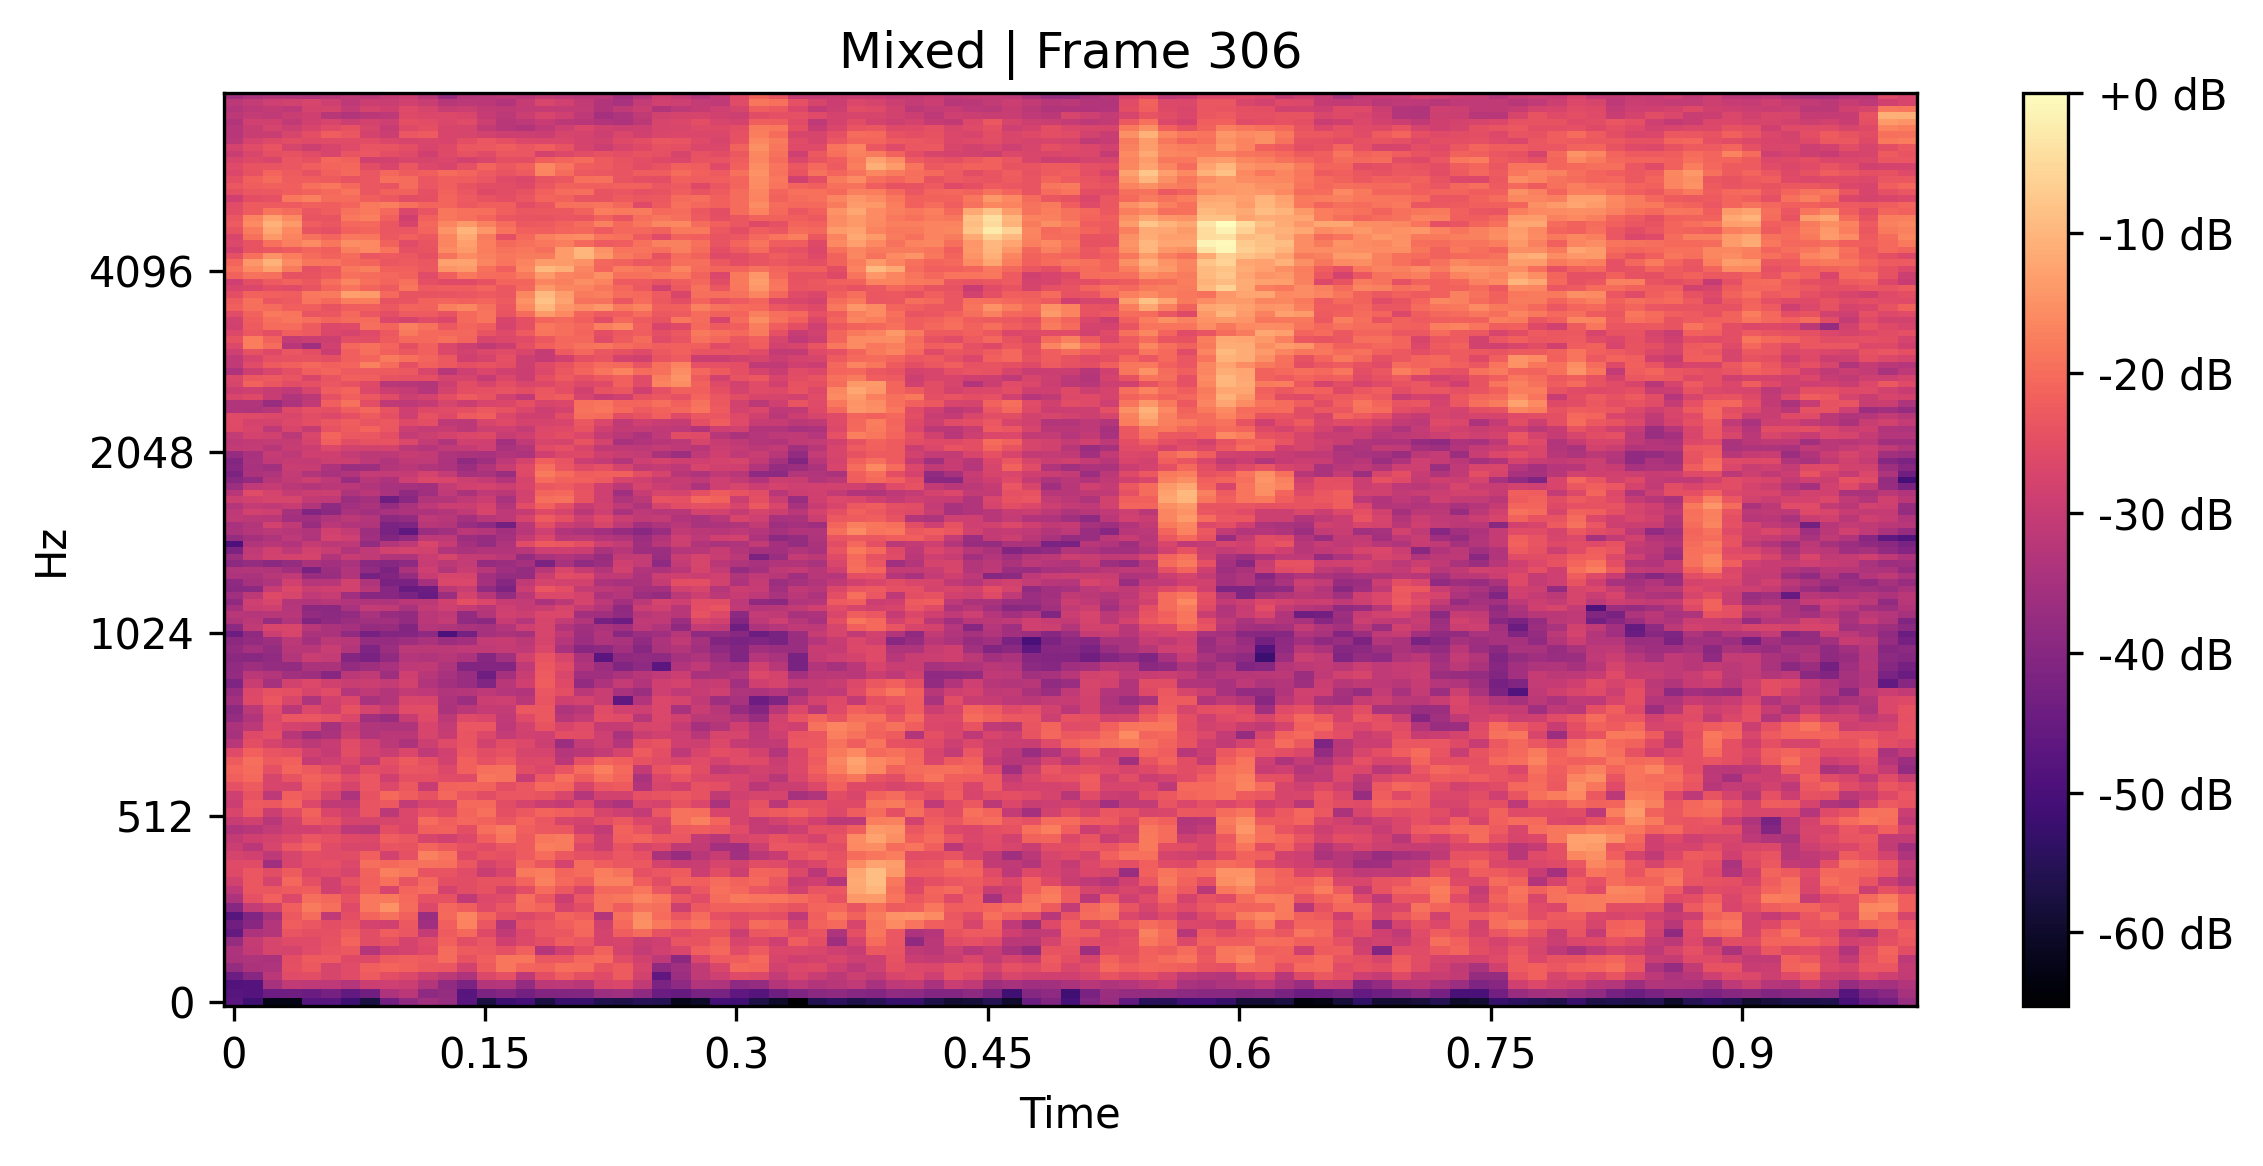 Mixed | Frame 306
+0 dB
-10 dB
-20 dB
-30 dB
-40 dB
-50 dB
-60 dB
4096
2048
1024
512
0
Hz
0 0.15 0.3 0.45 0.6 0.75 0.9
Time